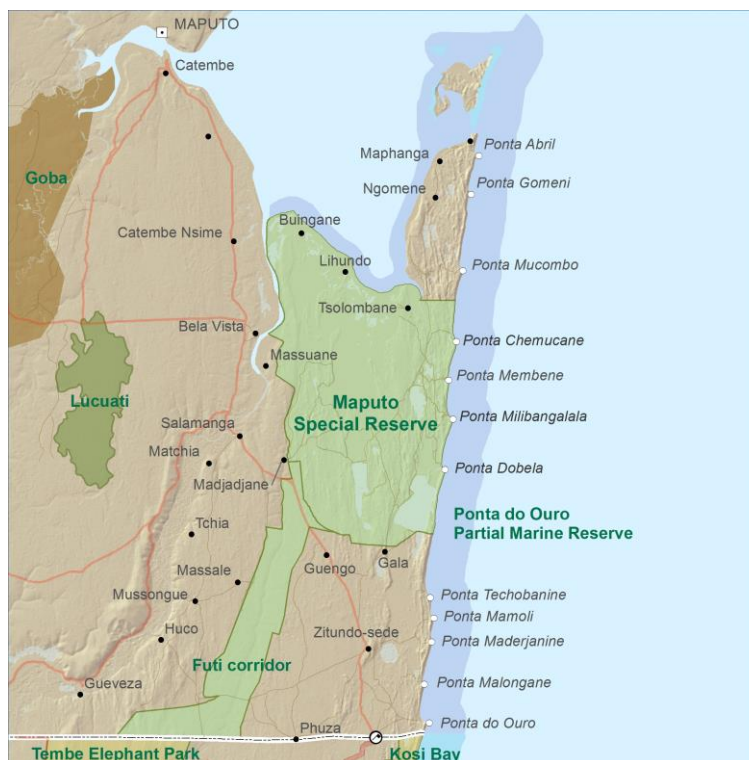 MAPUTO
Catembe
Ponta Abril
Maphanga
Goba
Ponta Gomeni
Ngomene
Buingane
Catembe Nsime
Lihundo
Ponta Mucombo
Tsolombane
Bela Vista
Ponta Chemucane
Massuane
Ponta Membene
Lucuati
Maputo
Special Reserve
Ponta Milibangalala
Salamanga
Matchia
Ponta Dobela
Madjadjane
Ponta do Ouro
Partial Marine Reserve
Tchia
Guengo
Gala
Massale
Ponta Techobanine
Mussongue
Ponta Mamoli
Huco
Zitundo-sede
Ponta Maderjanine
Futi corridor
Gueveza
Ponta Malongane
Phuza
Ponta do Ouro
Tembe Elephant Park
Kosi Bay